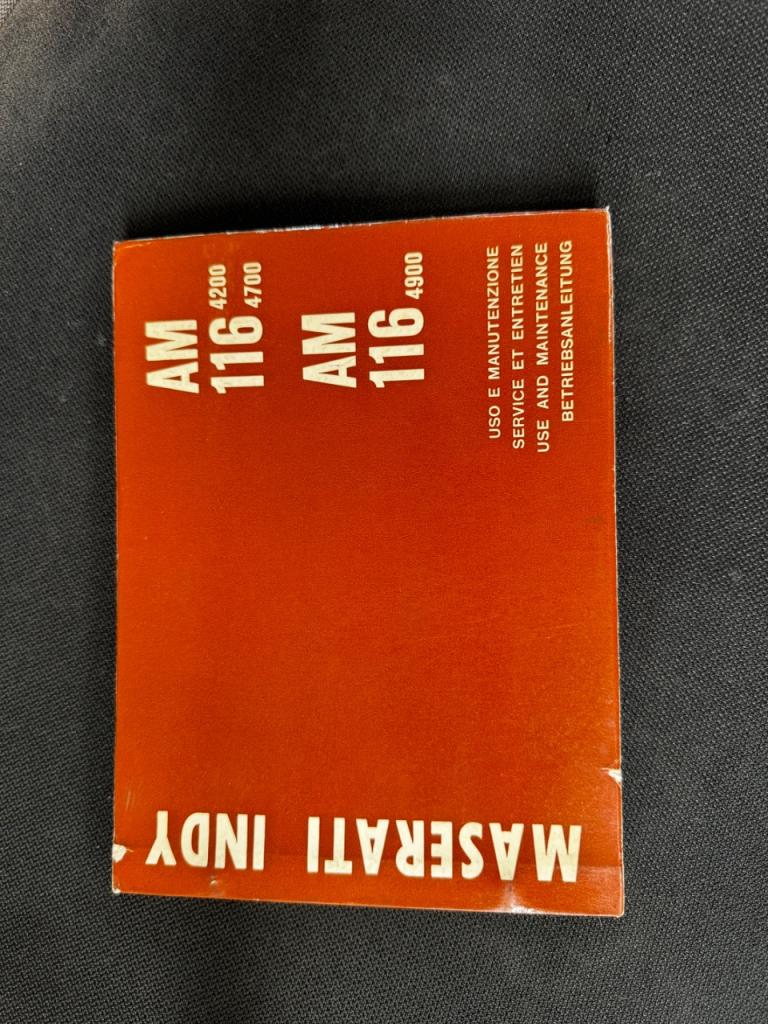 MASERATI INDY
AM
116 4200
4700
AM
116 4900
USO E MANUTENZIONE
SERVICE ET ENTRETIEN
USE AND MAINTENANCE
BETRIEBSANLEITUNG